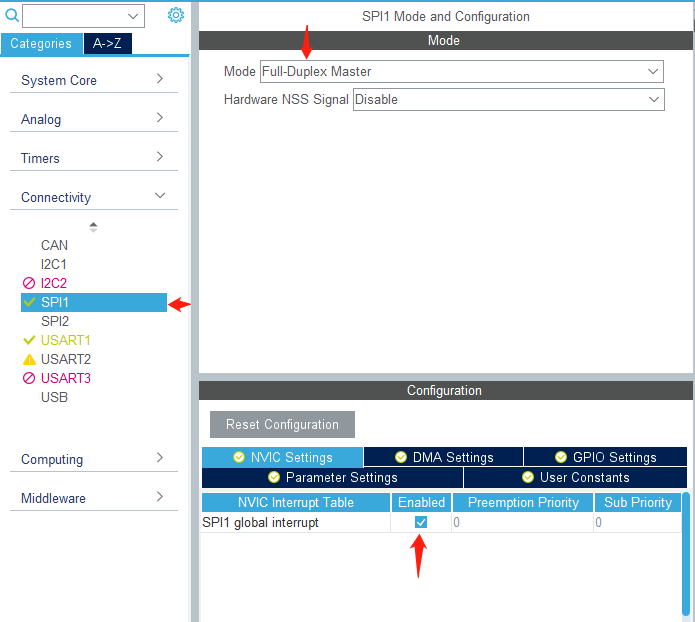 SPI1 Mode and Configuration
Categories
A->Z
Mode
System Core
Mode Full-Duplex Master
Hardware NSS Signal Disable
Analog
Timers
Connectivity
CAN
I2C1
I2C2
SPI1
SPI2
USART1
USART2
USART3
USB
Computing
Middleware
Configuration
Reset Configuration
NVIC Settings
DMA Settings
GPIO Settings
Parameter Settings
User Constants
NVIC Interrupt Table Enabled Preemption Priority Sub Priority
SPI1 global interrupt 0 0